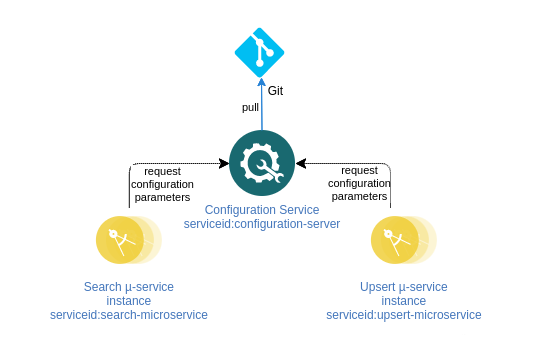 Git
pull
request
configuration
parameters
request
configuration
parameters
Configuration Service
serviceid:configuration-server
Search µ-service
instance
serviceid:search-microservice
Upsert µ-service
instance
serviceid:upsert-microservice